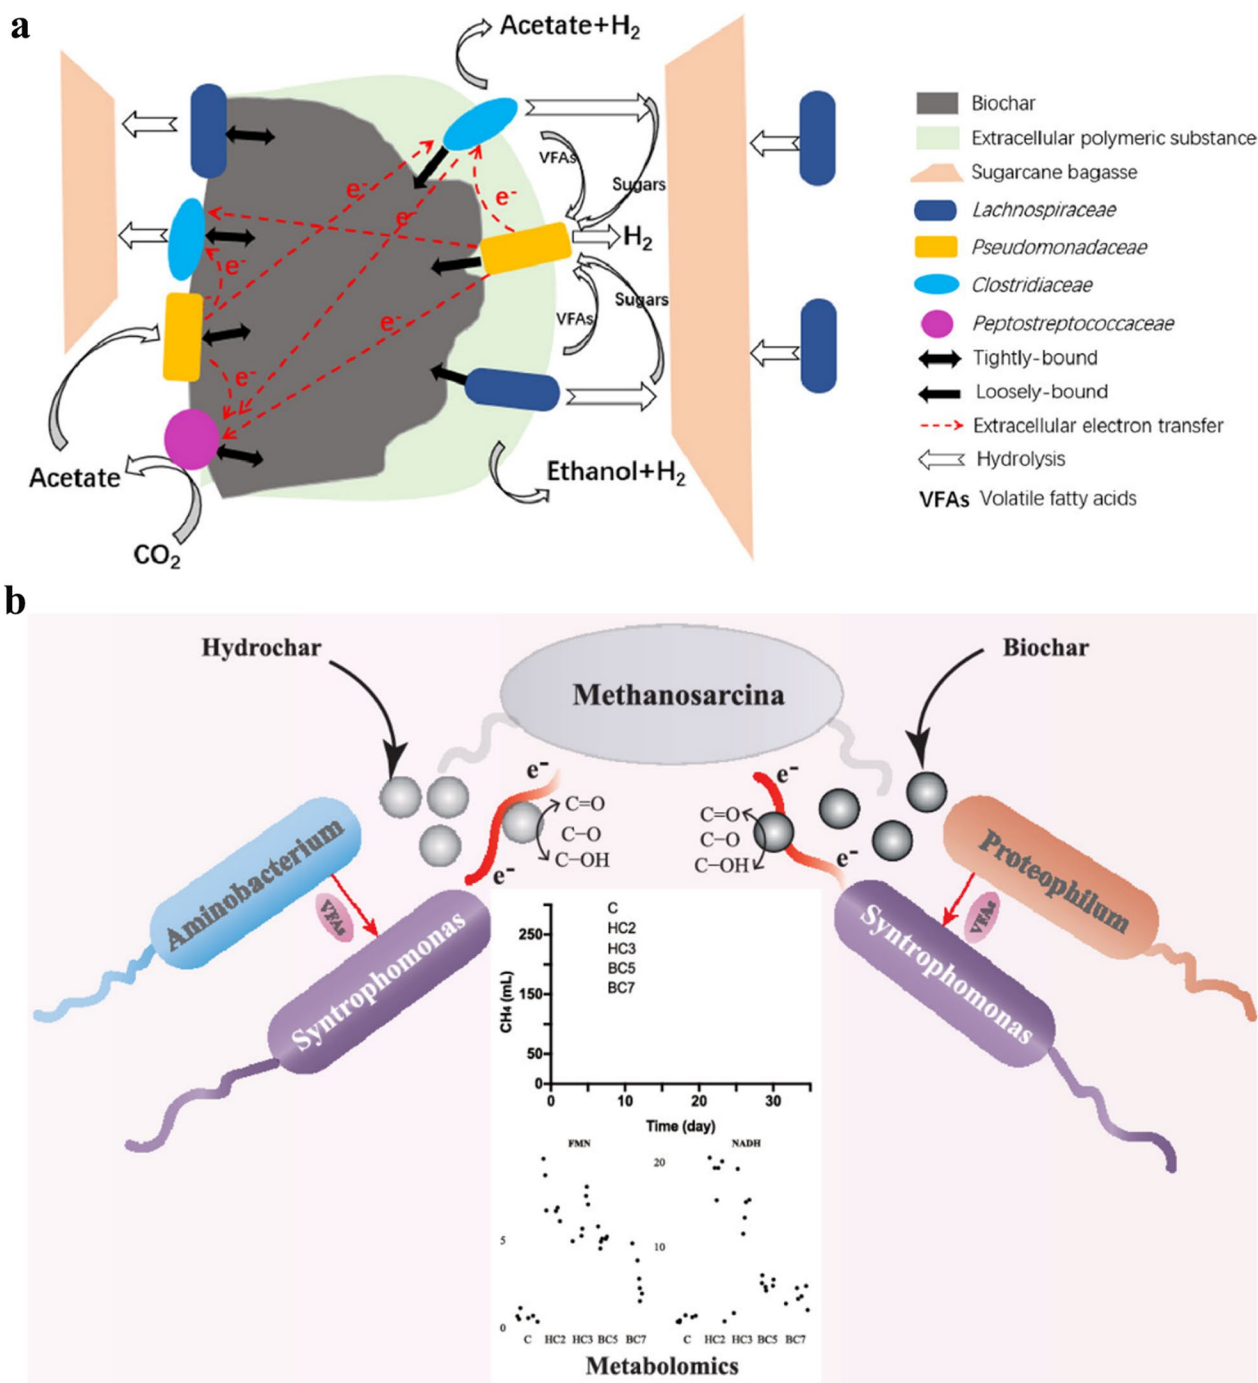 a
Acetate+H2
VFAs
Sugars
e-
e-
e-
H2
e-
Sugars
VFAs
e-
e-
Acetate
Ethanol+H2
CO2
Biochar
Extracellular polymeric substance
Sugarcane bagasse
Lachnospiraceae
Pseudomonadaceae
Clostridiaceae
Peptostreptococcaceae
Tightly-bound
Loosely-bound
Extracellular electron transfer
Hydrolysis
VFAs Volatile fatty acids
b
Hydrochar
Methanosarcina
Biochar
e-
C=O
C–O
C–OH
e-
e-
C=O
C–O
C–OH
e-
Aminobacterium
VFAs
Syntrophomonas
Proteophilum
VFAs
Syntrophomonas
C
HC2
HC3
BC5
BC7
CH4 (mL)
250
150
50
0
0 10 20 30
Time (day)
FMN
5
0
C HC2 HC3 BC5 BC7
NADH
20
10
C HC2 HC3 BC5 BC7
Metabolomics